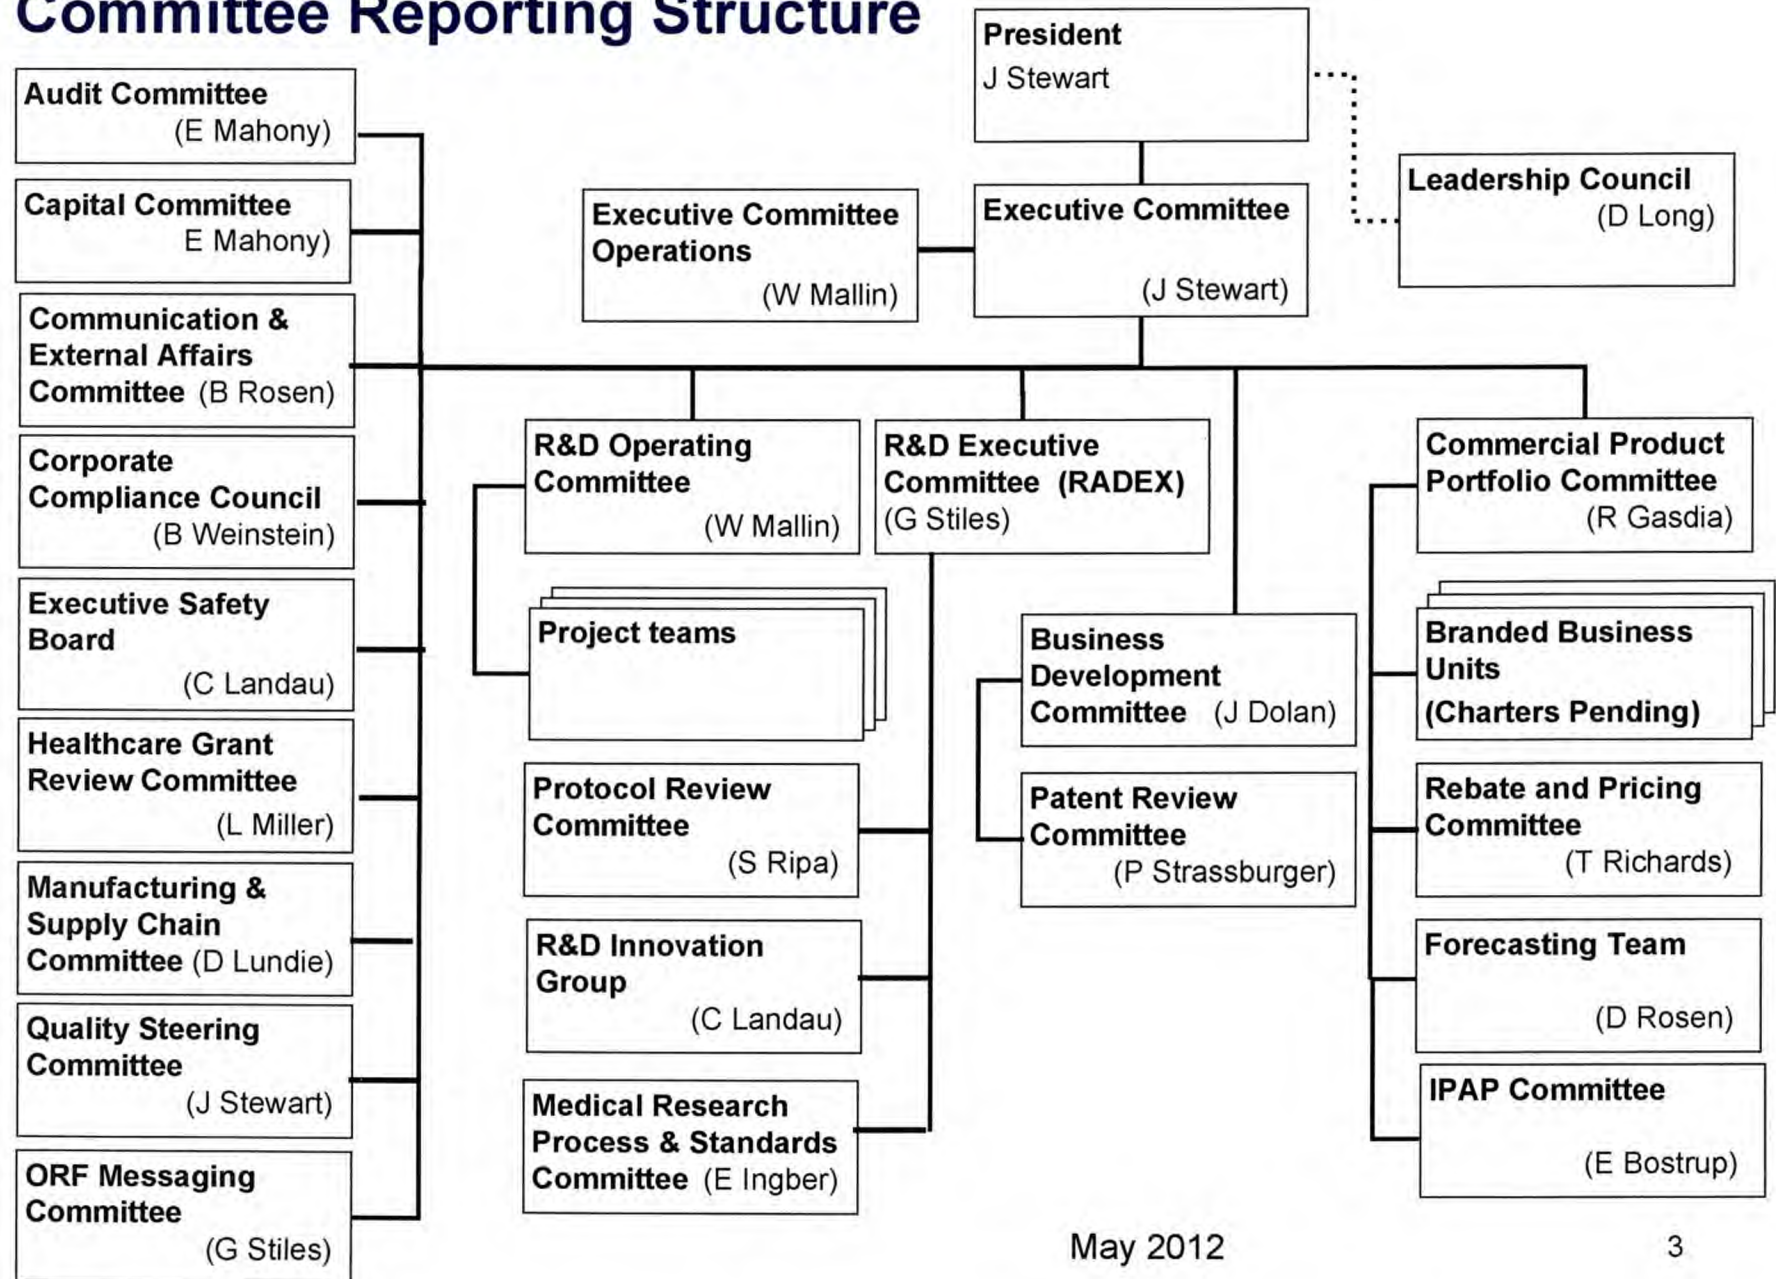 Committee Reporting Structure
President
J Stewart
Audit Committee
(E Mahony)
Capital Committee
E Mahony)
Communication &
External Affairs
Committee (B Rosen)
Corporate
Compliance Council
(B Weinstein)
Executive Safety
Board
(C Landau)
Healthcare Grant
Review Committee
(L Miller)
Manufacturing &
Supply Chain
Committee (D Lundie)
Quality Steering
Committee
(J Stewart)
ORF Messaging
Committee
(G Stiles)
Executive Committee
Operations
(W Mallin)
Executive Committee
(J Stewart)
Leadership Council
(D Long)
R&D Operating
Committee
(W Mallin)
Project teams
R&D Executive
Committee (RADEX)
(G Stiles)
Protocol Review
Committee
(S Ripa)
R&D Innovation
Group
(C Landau)
Medical Research
Process & Standards
Committee (E Ingber)
Business
Development
Committee (J Dolan)
Patent Review
Committee
(P Strassburger)
Commercial Product
Portfolio Committee
(R Gasdia)
Branded Business
Units
(Charters Pending)
Rebate and Pricing
Committee
(T Richards)
Forecasting Team
(D Rosen)
IPAP Committee
(E Bostrup)
May 2012
3